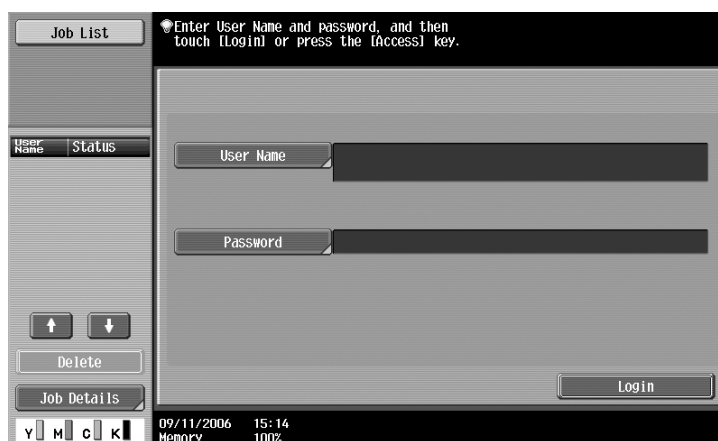 Job List
Enter User Name and password, and then
touch [Login] or press the [Access] key.
User Name
Status
User Name
Password
Delete
Job Details
Login
Y M C K
09/11/2006 15:14
Memory 100%